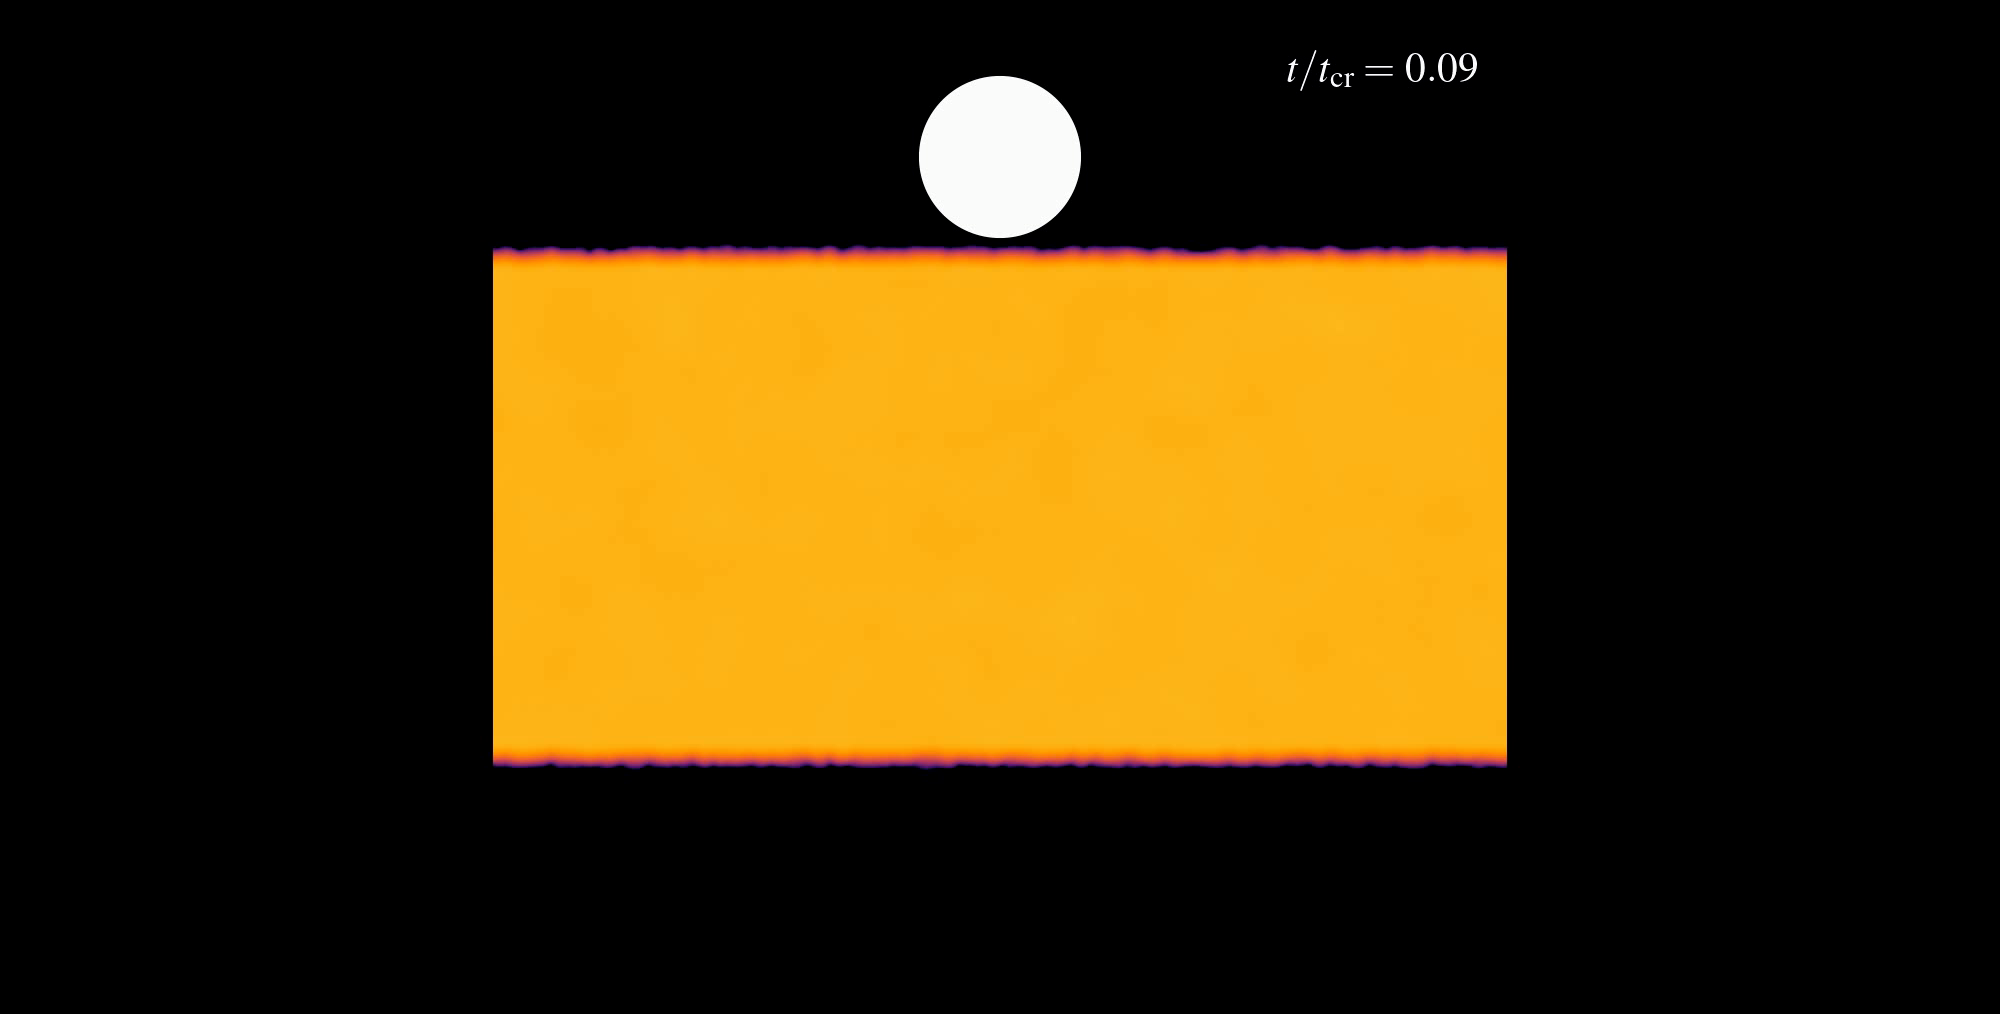 t/t_cr = 0.09